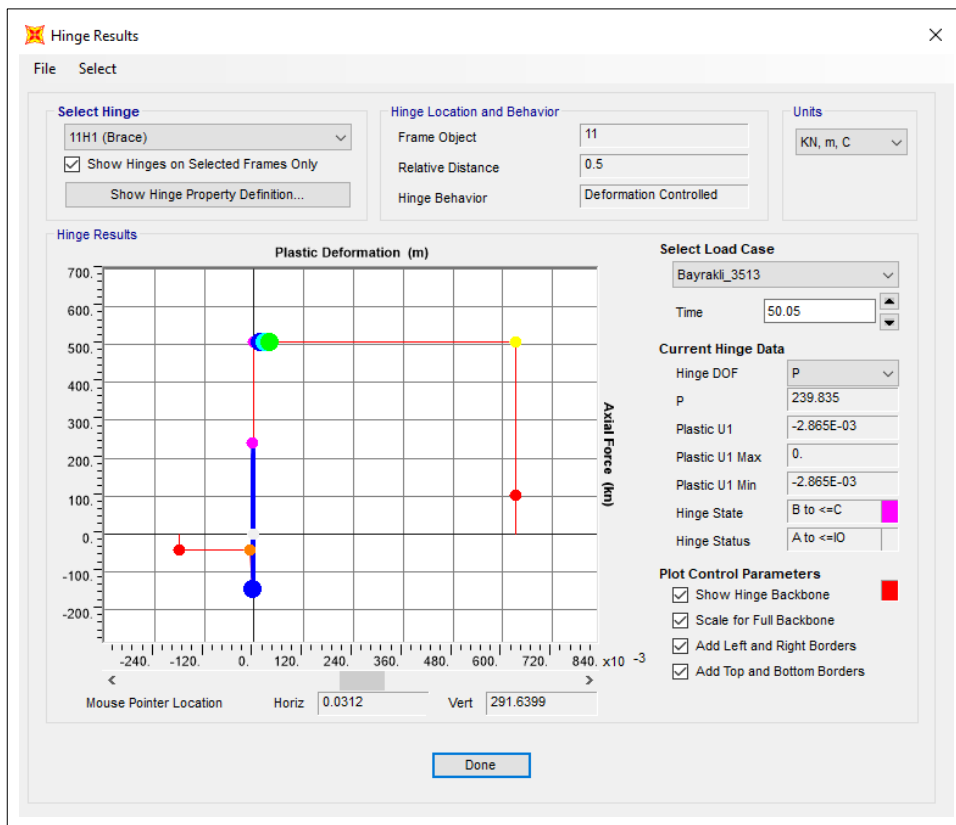 Hinge Results
File Select
Select Hinge
11H1 (Brace)
Show Hinges on Selected Frames Only
Show Hinge Property Definition...
Hinge Location and Behavior
Frame Object 11
Relative Distance 0.5
Hinge Behavior Deformation Controlled
Units
KN, m, C
Hinge Results
Plastic Deformation (m)
700.
600.
500.
400.
300.
200.
100.
0.
-100.
-200.
Axial Force (kn)
-240. -120. 0. 120. 240. 360. 480. 600. 720. 840. x10 -3
Mouse Pointer Location Horiz 0.0312 Vert 291.6399
Select Load Case
Bayrakli_3513
Time 50.05
Current Hinge Data
Hinge DOF P
P 239.835
Plastic U1 -2.865E-03
Plastic U1 Max 0.
Plastic U1 Min -2.865E-03
Hinge State B to <=C
Hinge Status A to <=IO
Plot Control Parameters
Show Hinge Backbone
Scale for Full Backbone
Add Left and Right Borders
Add Top and Bottom Borders
Done